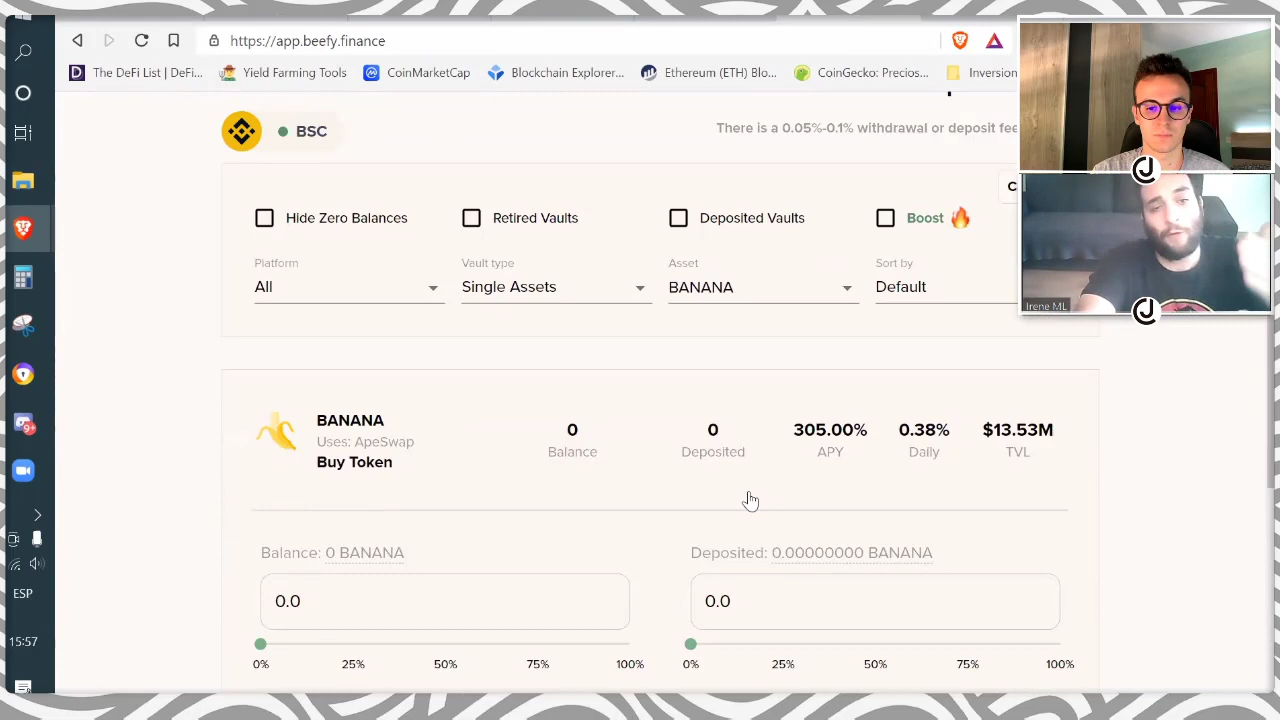 https://app.beefy.finance
The DeFi List | DeFi...
Yield Farming Tools
CoinMarketCap
Blockchain Explorer...
Ethereum (ETH) Blo...
CoinGecko: Precios...
Inversion
BSC
There is a 0.05%-0.1% withdrawal or deposit fee
Hide Zero Balances
Retired Vaults
Deposited Vaults
Boost
Platform
Vault type
Asset
Sort by
All
Single Assets
BANANA
Default
Irene ML
BANANA
Uses: ApeSwap
Buy Token
0
Balance
0
Deposited
305.00%
APY
0.38%
Daily
$13.53M
TVL
Balance: 0 BANANA
Deposited: 0.00000000 BANANA
0.0
0.0
0% 25% 50% 75% 100%
0% 25% 50% 75% 100%
ESP
15:57